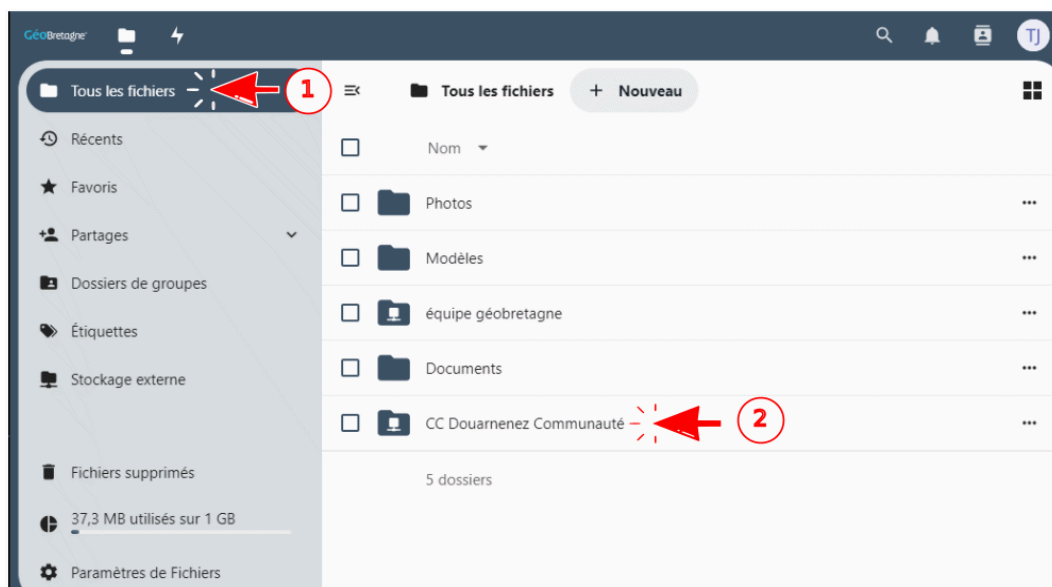 GéoBretagne
TJ
Tous les fichiers
1
Tous les fichiers
+ Nouveau
Récents
Nom
Favoris
Photos
Partages
Modèles
Dossiers de groupes
équipe géobretagne
Étiquettes
Documents
Stockage externe
CC Douarnenez Communauté
2
Fichiers supprimés
5 dossiers
37,3 MB utilisés sur 1 GB
Paramètres de Fichiers